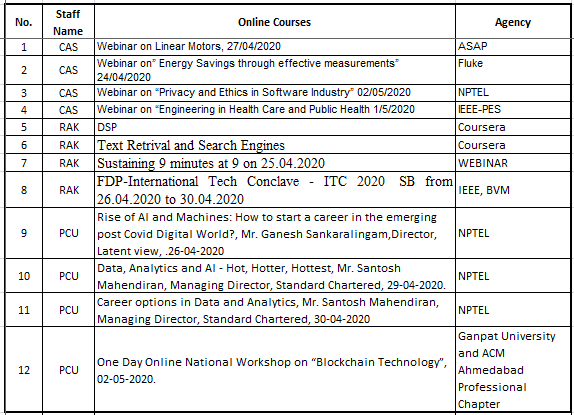 No. Staff Name Online Courses Agency
1 CAS Webinar on Linear Motors, 27/04/2020 ASAP
2 CAS Webinar on” Energy Savings through effective measurements” Fluke
24/04/2020
3 CAS Webinar on “Privacy and Ethics in Software Industry” 02/05/2020 NPTEL
4 CAS Webinar on “Engineering in Health Care and Public Health 1/5/2020 IEEE-PES
5 RAK DSP Coursera
6 RAK Text Retrival and Search Engines Coursera
7 RAK Sustaining 9 minutes at 9 on 25.04.2020 WEBINAR
8 RAK FDP-International Tech Conclave - ITC 2020 SB from IEEE, BVM
26.04.2020 to 30.04.2020
9 PCU Rise of AI and Machines: How to start a career in the emerging NPTEL
post Covid Digital World?, Mr. Ganesh Sankaralingam,Director,
Latent view, .26-04-2020
10 PCU Data, Analytics and AI - Hot, Hotter, Hottest, Mr. Santosh NPTEL
Mahendiran, Managing Director, Standard Chartered, 29-04-2020.
11 PCU Career options in Data and Analytics, Mr. Santosh Mahendiran, NPTEL
Managing Director, Standard Chartered, 30-04-2020
12 PCU One Day Online National Workshop on “Blockchain Technology”,
02-05-2020.
Ganpat University
and ACM
Ahmedabad
Professional
Chapter